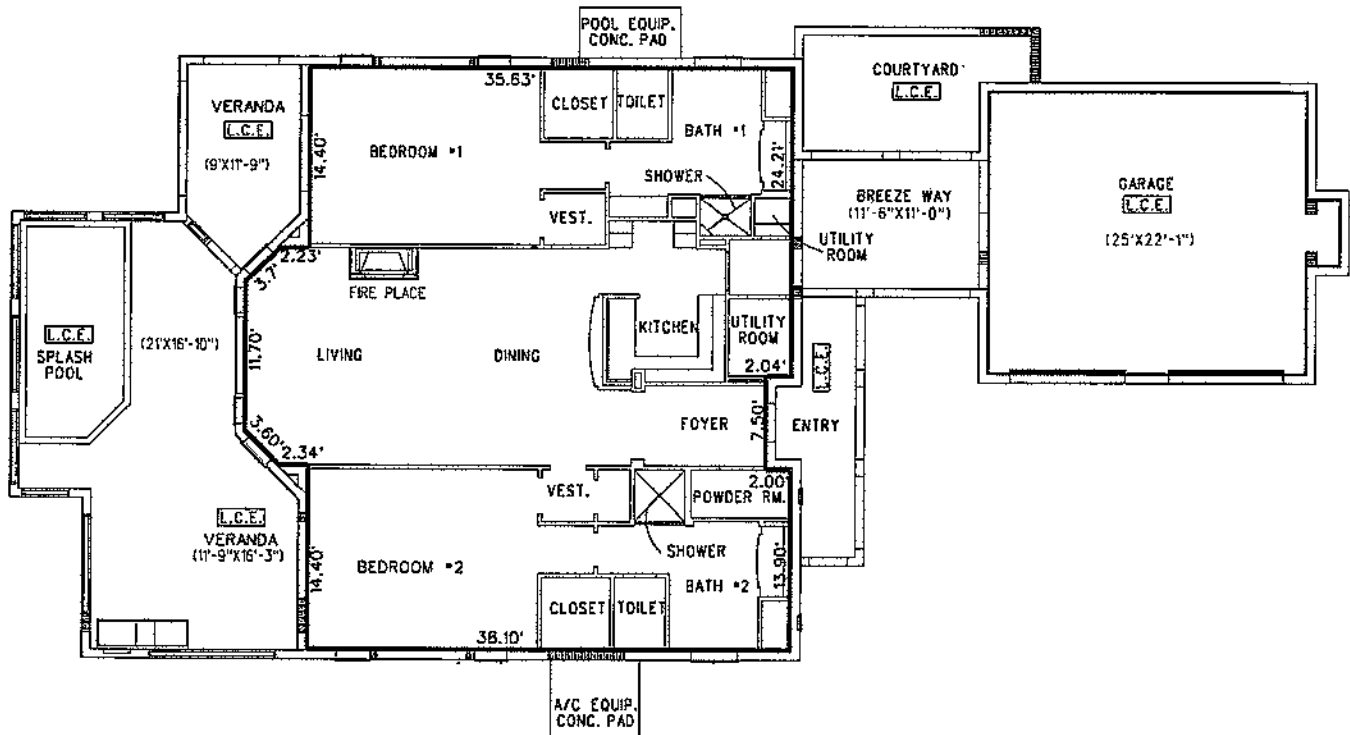 POOL EQUIP.
CONC. PAD
COURTYARD
L.C.E.
VERANDA
L.C.E.
(9'X11'-9")
35.63'
CLOSET
TOILET
BATH #1
BEDROOM #1
14.40'
24.21'
SHOWER
VEST.
GARAGE
L.C.E.
(25'X22'-1")
BREEZE WAY
(11'-6"X11'-0")
UTILITY
ROOM
2.23'
3.7'
FIRE PLACE
L.C.E.
SPLASH
POOL
(21'X16'-10")
11.70'
LIVING
DINING
KITCHEN
UTILITY
ROOM
2.04'
L.C.E.
ENTRY
3.60'
2.34'
FOYER
7.50'
VEST.
2.00'
POWDER RM.
L.C.E.
VERANDA
(11'-9"X16'-3")
14.40'
BEDROOM #2
SHOWER
BATH #2
13.90'
CLOSET
TOILET
38.10'
A/C EQUIP.
CONC. PAD